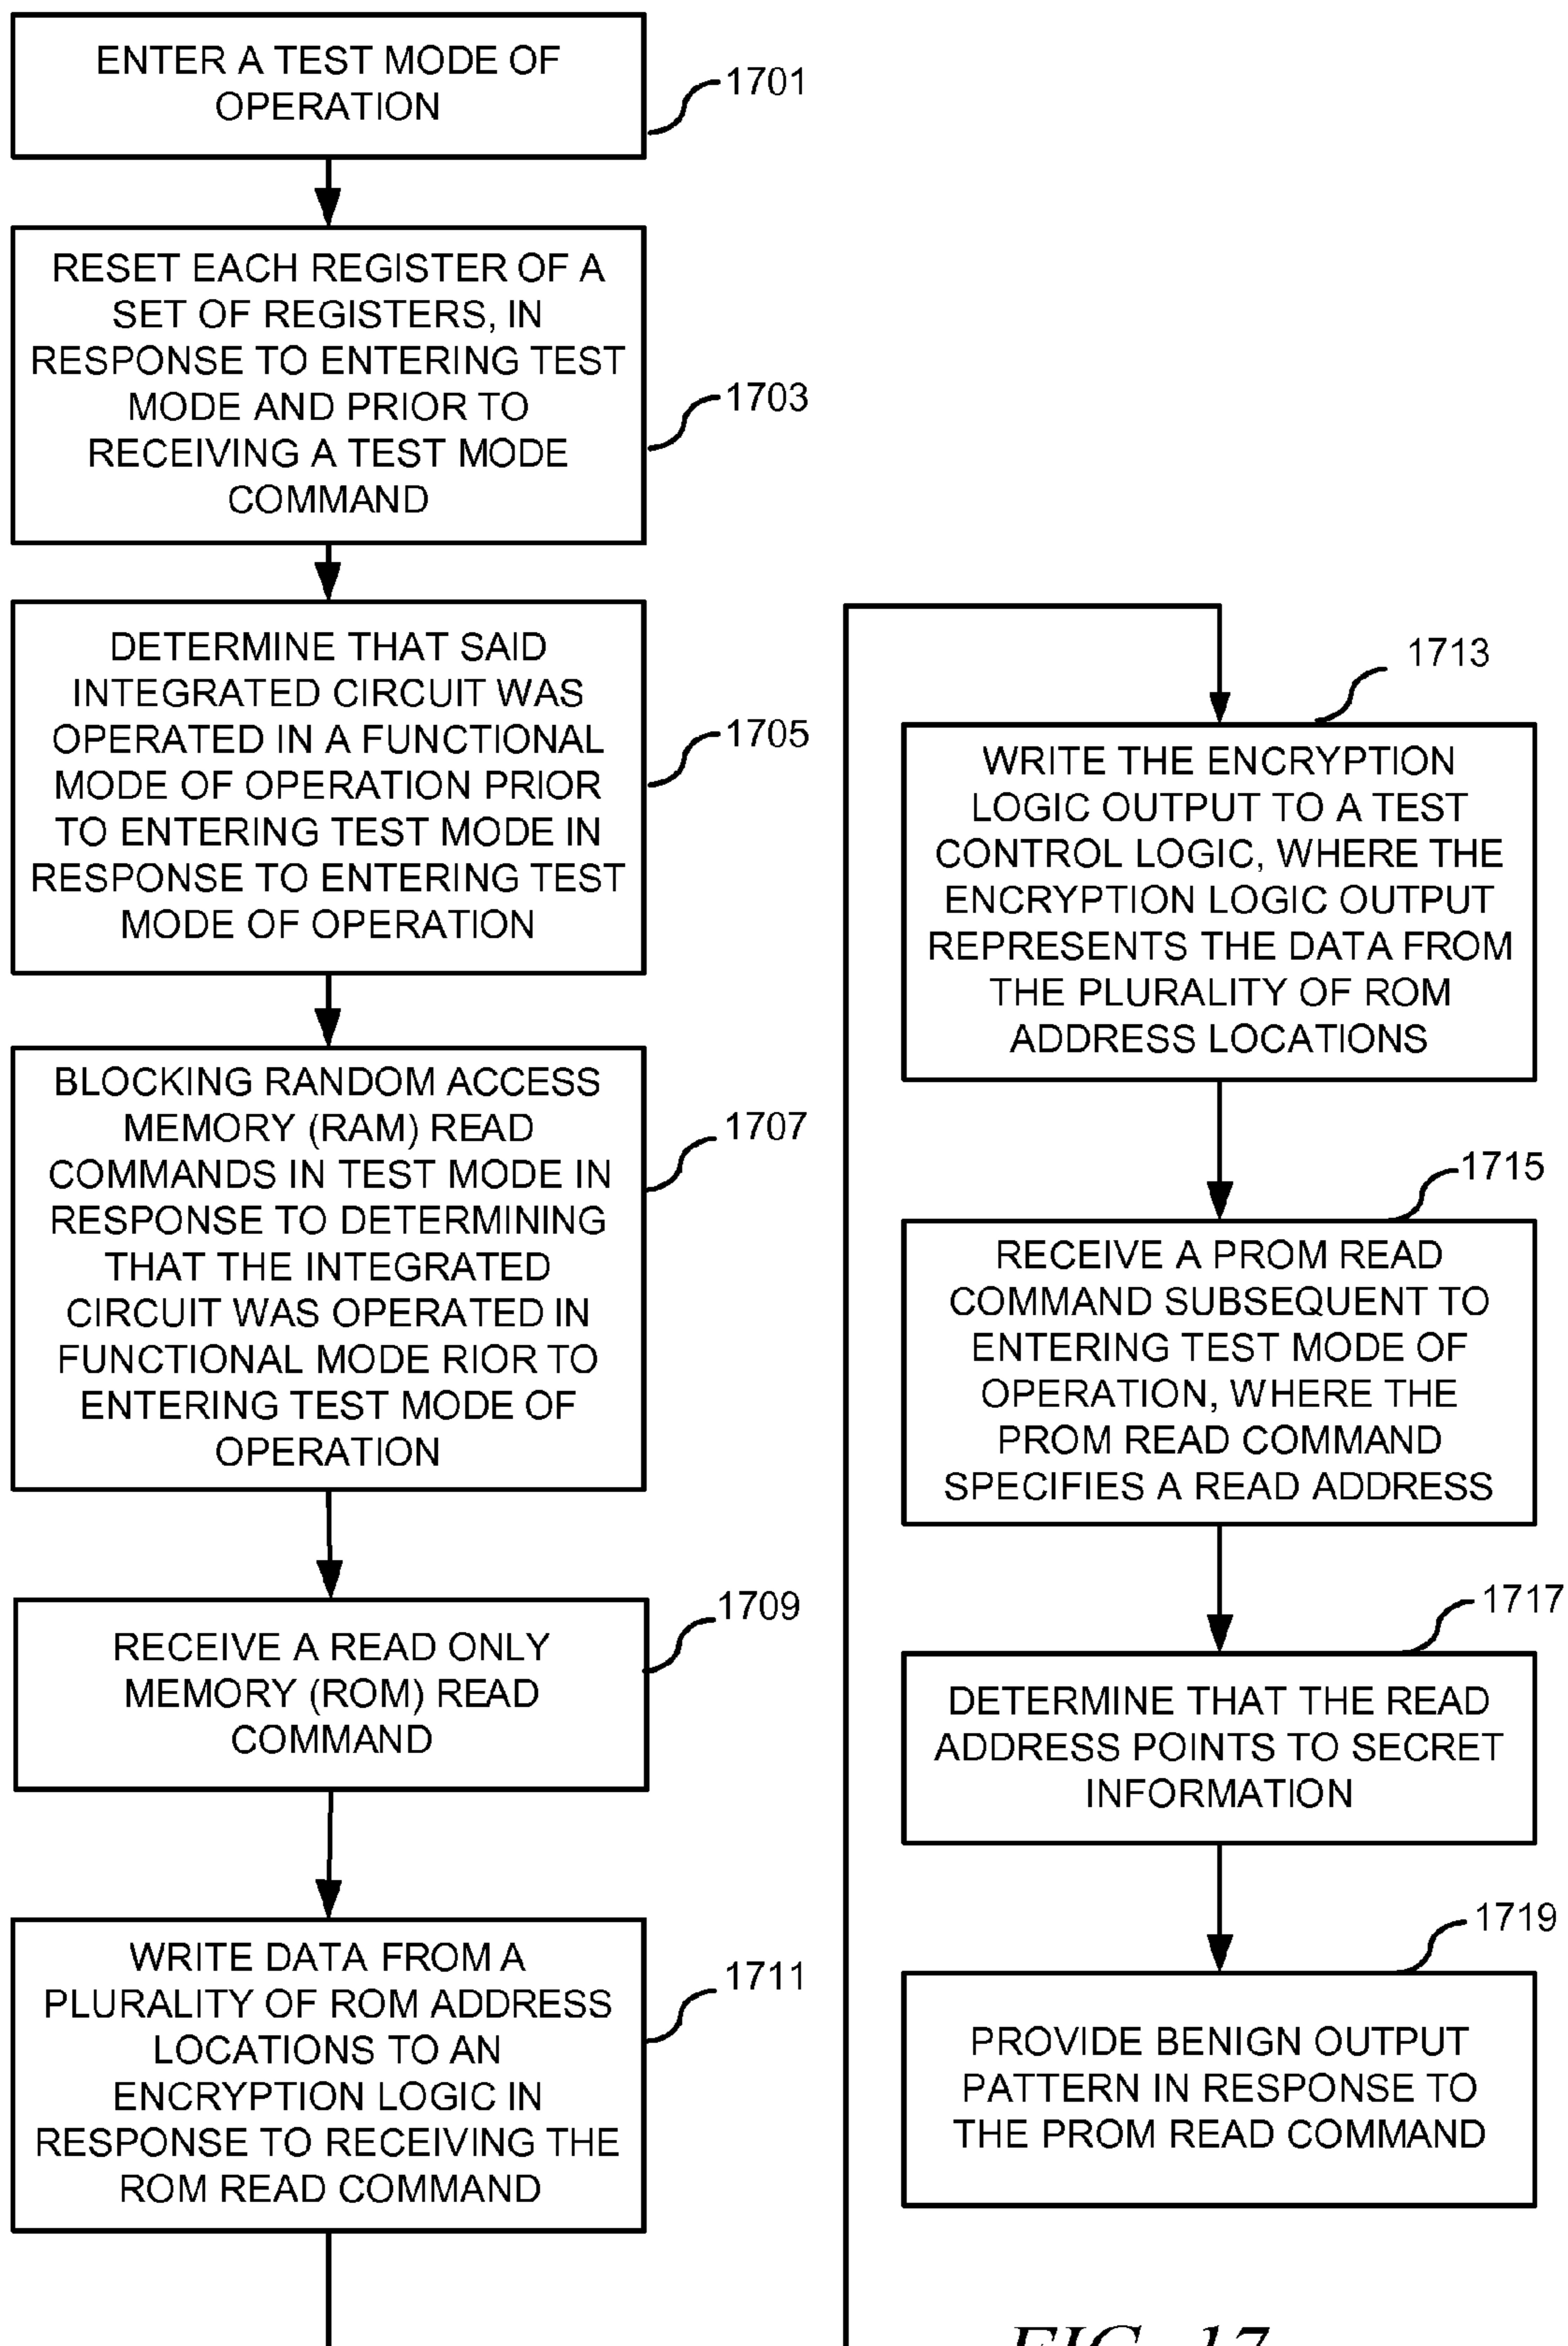 ENTER A TEST MODE OF
OPERATION
1701
RESET EACH REGISTER OF A
SET OF REGISTERS, IN
RESPONSE TO ENTERING TEST
MODE AND PRIOR TO
RECEIVING A TEST MODE
COMMAND
1703
DETERMINE THAT SAID
INTEGRATED CIRCUIT WAS
OPERATED IN A FUNCTIONAL
MODE OF OPERATION PRIOR
TO ENTERING TEST MODE IN
RESPONSE TO ENTERING TEST
MODE OF OPERATION
1705
BLOCKING RANDOM ACCESS
MEMORY (RAM) READ
COMMANDS IN TEST MODE IN
RESPONSE TO DETERMINING
THAT THE INTEGRATED
CIRCUIT WAS OPERATED IN
FUNCTIONAL MODE RIOR TO
ENTERING TEST MODE OF
OPERATION
1707
RECEIVE A READ ONLY
MEMORY (ROM) READ
COMMAND
1709
WRITE DATA FROM A
PLURALITY OF ROM ADDRESS
LOCATIONS TO AN
ENCRYPTION LOGIC IN
RESPONSE TO RECEIVING THE
ROM READ COMMAND
1711
1713
WRITE THE ENCRYPTION
LOGIC OUTPUT TO A TEST
CONTROL LOGIC, WHERE THE
ENCRYPTION LOGIC OUTPUT
REPRESENTS THE DATA FROM
THE PLURALITY OF ROM
ADDRESS LOCATIONS
1715
RECEIVE A PROM READ
COMMAND SUBSEQUENT TO
ENTERING TEST MODE OF
OPERATION, WHERE THE
PROM READ COMMAND
SPECIFIES A READ ADDRESS
1717
DETERMINE THAT THE READ
ADDRESS POINTS TO SECRET
INFORMATION
1719
PROVIDE BENIGN OUTPUT
PATTERN IN RESPONSE TO
THE PROM READ COMMAND
FIG. 17